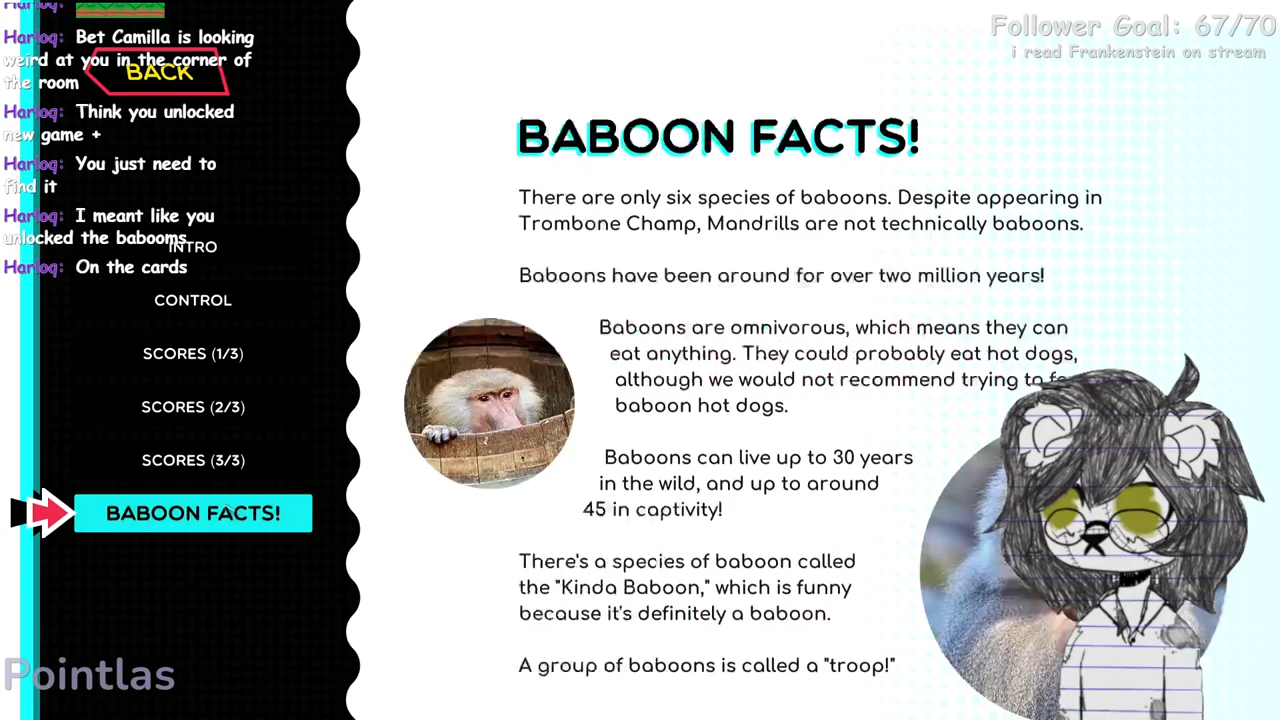 Harloq:
Harloq: Bet Camilla is looking
weird at you in the corner of
the room
BACK
Harloq: Think you unlocked
new game +
Harloq: You just need to
find it
Harloq: I meant like you
unlocked the babooms
Harloq: On the cards
INTRO
CONTROL
SCORES (1/3)
SCORES (2/3)
SCORES (3/3)
BABOON FACTS!
Pointlas
Follower Goal: 67/70
i read Frankenstein on stream
BABOON FACTS!
There are only six species of baboons. Despite appearing in
Trombone Champ, Mandrills are not technically baboons.
Baboons have been around for over two million years!
Baboons are omnivorous, which means they can
eat anything. They could probably eat hot dogs,
although we would not recommend trying to
baboon hot dogs.
Baboons can live up to 30 years
in the wild, and up to around
45 in captivity!
There's a species of baboon called
the "Kinda Baboon," which is funny
because it's definitely a baboon.
A group of baboons is called a "troop!"